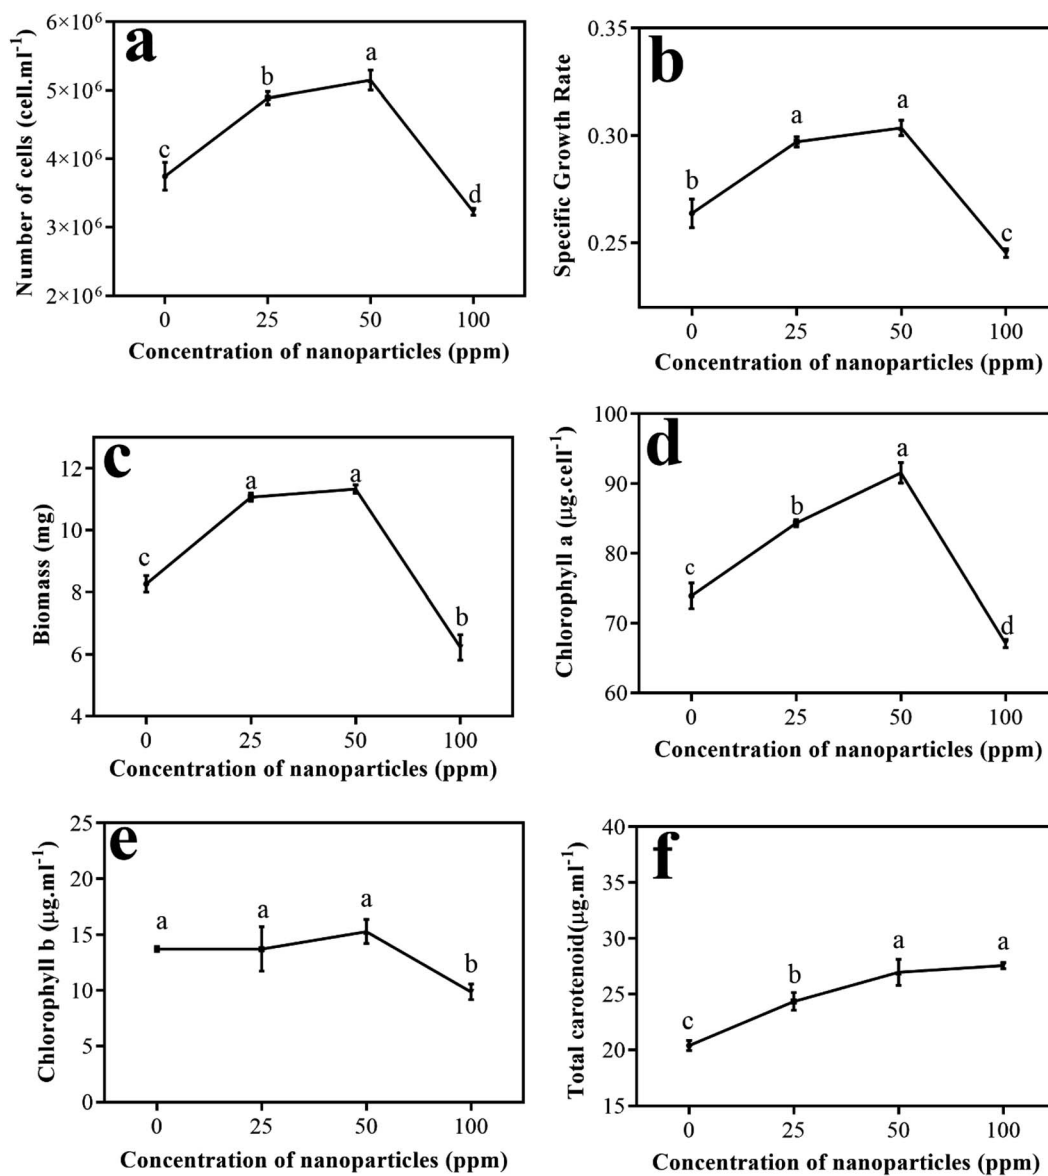 a
Number of cells (cell.ml⁻¹)
6×10⁶
5×10⁶
4×10⁶
3×10⁶
2×10⁶
c
b
a
d
0 25 50 100
Concentration of nanoparticles (ppm)
b
Specific Growth Rate
0.35
0.30
0.25
b
a
a
c
0 25 50 100
Concentration of nanoparticles (ppm)
c
Biomass (mg)
12
10
8
6
4
c
a
a
b
0 25 50 100
Concentration of nanoparticles (ppm)
d
Chlorophyll a (µg.cell⁻¹)
100
90
80
70
60
c
b
a
d
0 25 50 100
Concentration of nanoparticles (ppm)
e
Chlorophyll b (µg.ml⁻¹)
25
20
15
10
5
0
a
a
a
b
0 25 50 100
Concentration of nanoparticles (ppm)
f
Total carotenoid(µg.ml⁻¹)
40
35
30
25
20
15
c
b
a
a
0 25 50 100
Concentration of nanoparticles (ppm)